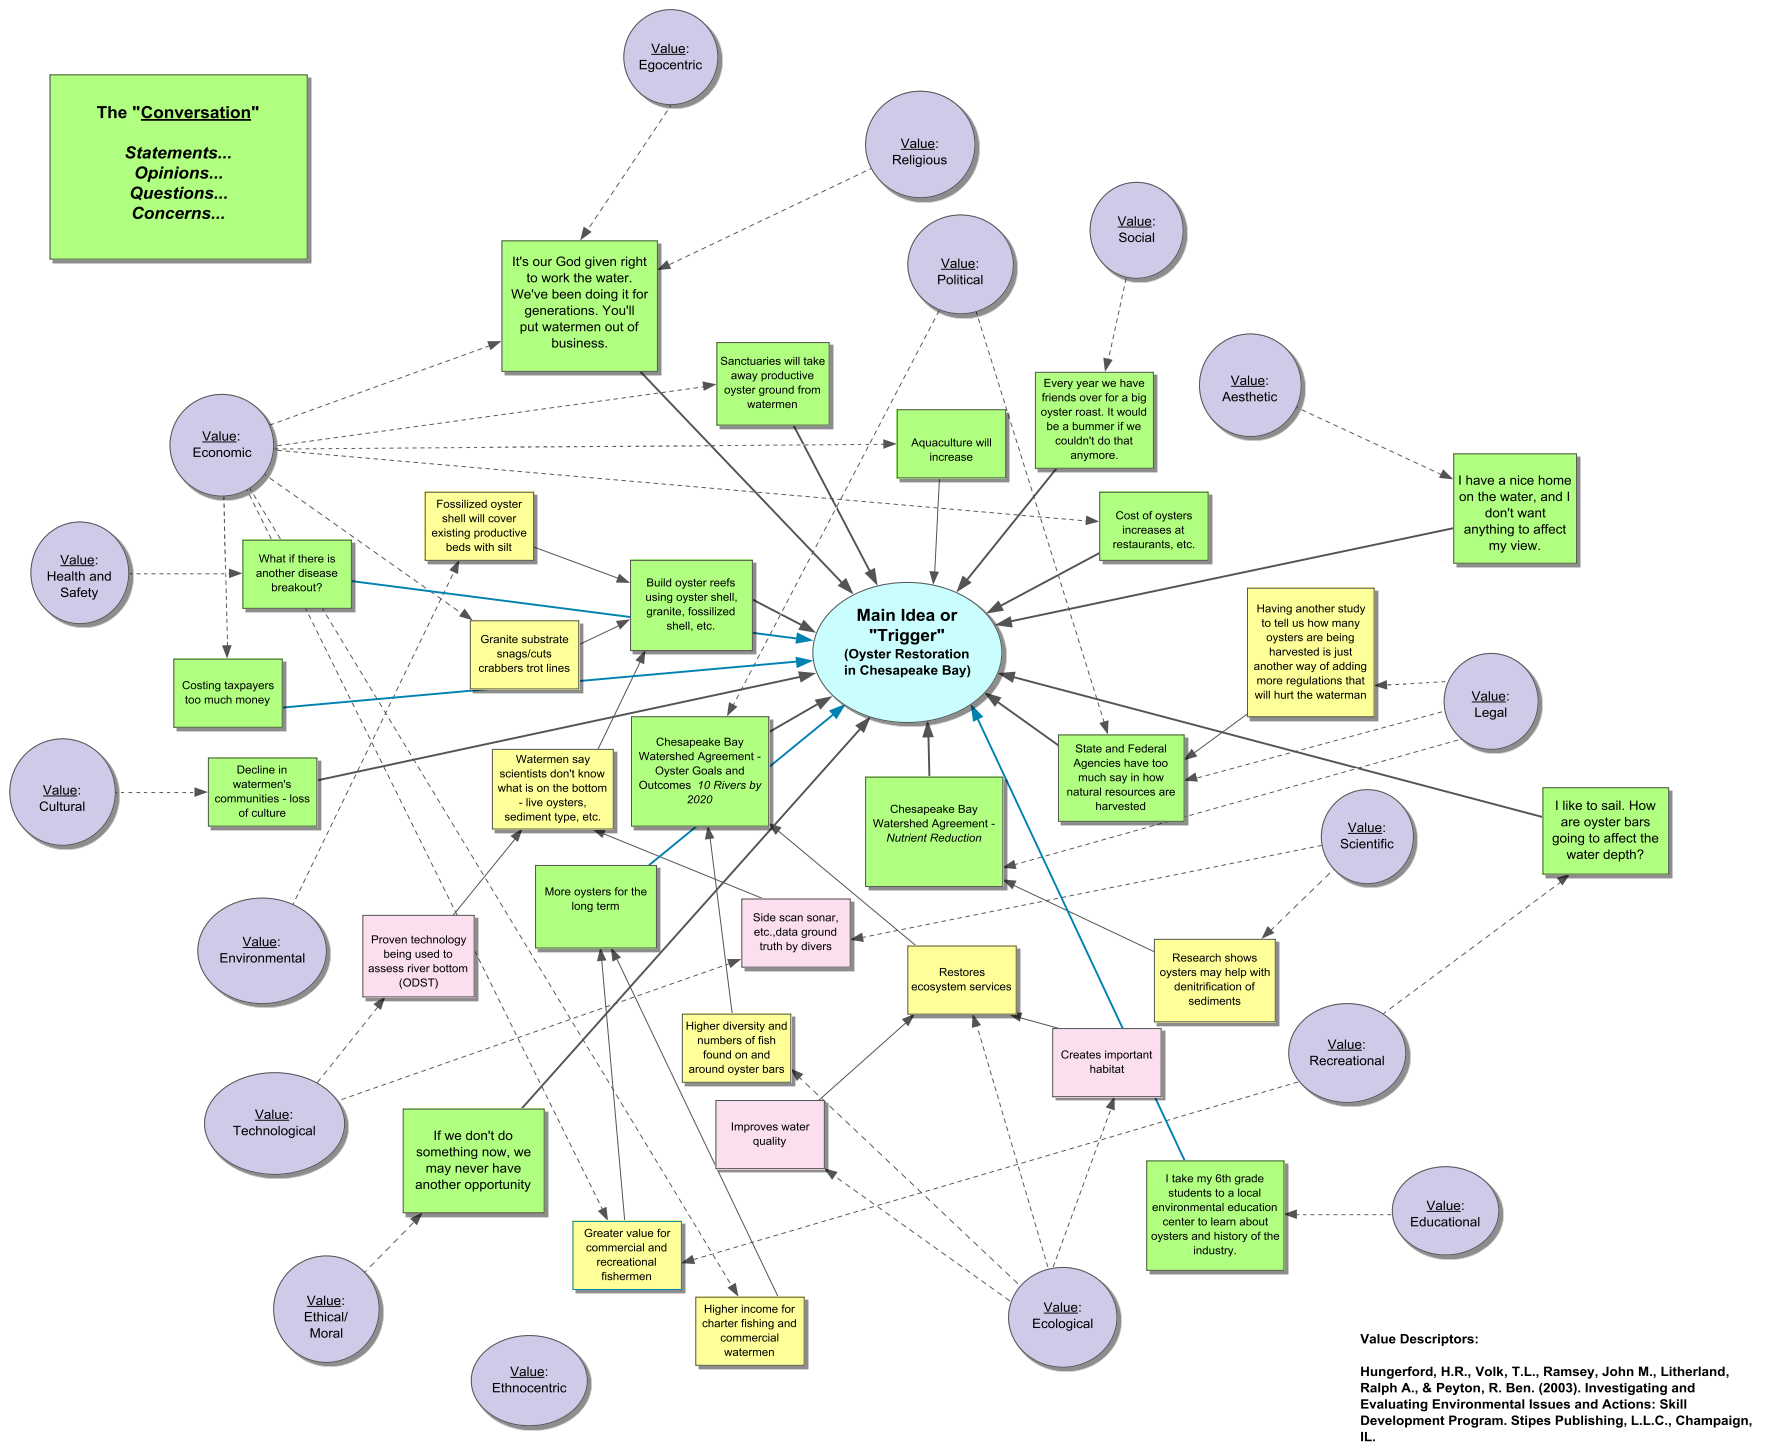 Value:
Egocentric
The "Conversation"
Statements...
Opinions...
Questions...
Concerns...
Value:
Religious
Value:
Social
Value:
Political
It's our God given right
to work the water.
We've been doing it for
generations. You'll
put watermen out of
business.
Sanctuaries will take
away productive
oyster ground from
watermen
Every year we have
friends over for a big
oyster roast. It would
be a bummer if we
couldn't do that
anymore.
Value:
Aesthetic
Value:
Economic
Aquaculture will
increase
I have a nice home
on the water, and I
don't want
anything to affect
my view.
Fossilized oyster
shell will cover
existing productive
beds with silt
Cost of oysters
increases at
restaurants, etc.
Value:
Health and
Safety
What if there is
another disease
breakout?
Build oyster reefs
using oyster shell,
granite, fossilized
shell, etc.
Main Idea or
"Trigger"
(Oyster Restoration
in Chesapeake Bay)
Having another study
to tell us how many
oysters are being
harvested is just
another way of adding
more regulations that
will hurt the waterman
Granite substrate
snags/cuts
crabbers trot lines
Costing taxpayers
too much money
Value:
Legal
Value:
Cultural
Decline in
watermen's
communities - loss
of culture
Watermen say
scientists don't know
what is on the bottom
- live oysters,
sediment type, etc.
Chesapeake Bay
Watershed Agreement -
Oyster Goals and
Outcomes 10 Rivers by
2020
Chesapeake Bay
Watershed Agreement -
Nutrient Reduction
State and Federal
Agencies have too
much say in how
natural resources are
harvested
I like to sail. How
are oyster bars
going to affect the
water depth?
Value:
Scientific
More oysters for the
long term
Side scan sonar,
etc.,data ground
truth by divers
Value:
Environmental
Proven technology
being used to
assess river bottom
(ODST)
Restores
ecosystem services
Research shows
oysters may help with
denitrification of
sediments
Higher diversity and
numbers of fish
found on and
around oyster bars
Creates important
habitat
Value:
Recreational
Value:
Technological
If we don't do
something now, we
may never have
another opportunity
Improves water
quality
I take my 6th grade
students to a local
environmental education
center to learn about
oysters and history of the
industry.
Value:
Educational
Greater value for
commercial and
recreational
fishermen
Value:
Ethical/
Moral
Higher income for
charter fishing and
commercial
watermen
Value:
Ecological
Value:
Ethnocentric
Value Descriptors:
Hungerford, H.R., Volk, T.L., Ramsey, John M., Litherland,
Ralph A., & Peyton, R. Ben. (2003). Investigating and
Evaluating Environmental Issues and Actions: Skill
Development Program. Stipes Publishing, L.L.C., Champaign,
IL.